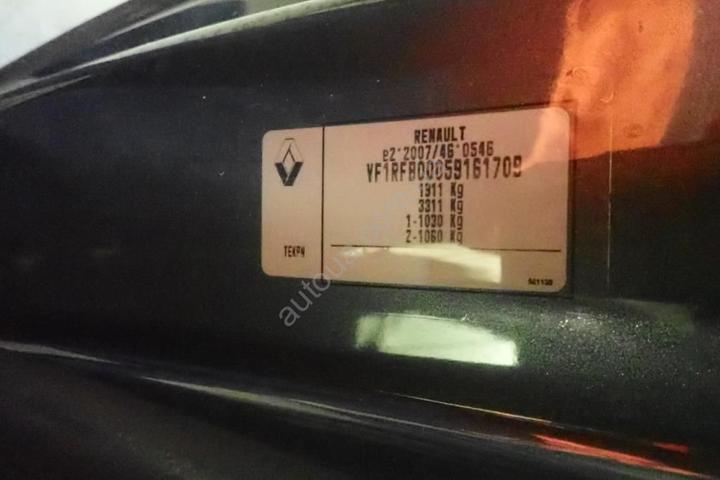 RENAULT
e2*2007/46*0546
VF1RFB00059161709
1911 Kg
3311 Kg
1-1030 Kg
2-1060 Kg
TEKPN